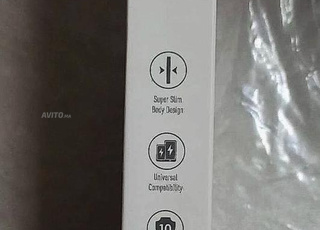 AVITO.ma
Super Slim
Body Design
Universal
Compatibility
10